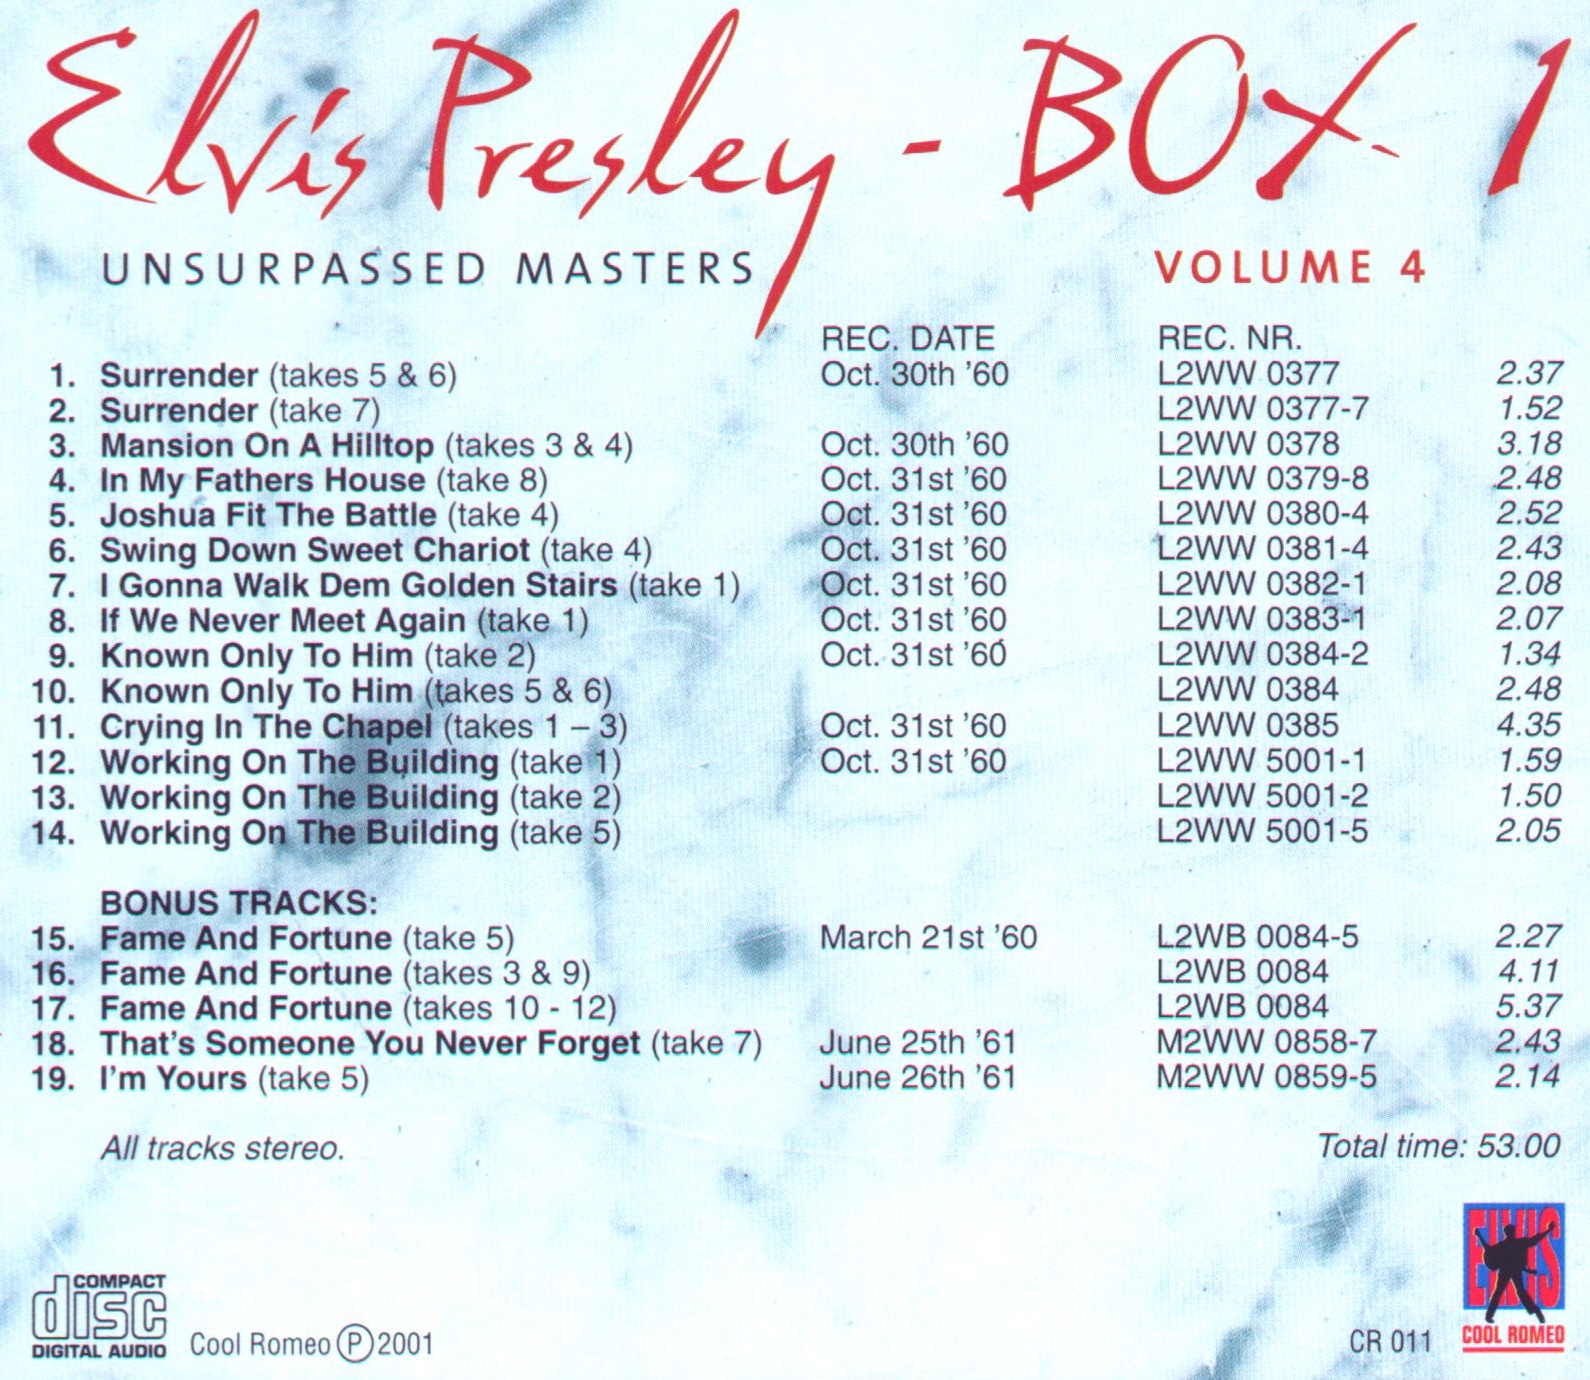 Elvis Presley - BOX 1
UNSURPASSED MASTERS VOLUME 4
REC. DATE REC. NR.
1. Surrender (takes 5 & 6) Oct. 30th '60 L2WW 0377 2.37
2. Surrender (take 7) L2WW 0377-7 1.52
3. Mansion On A Hilltop (takes 3 & 4) Oct. 30th '60 L2WW 0378 3.18
4. In My Fathers House (take 8) Oct. 31st '60 L2WW 0379-8 2.48
5. Joshua Fit The Battle (take 4) Oct. 31st '60 L2WW 0380-4 2.52
6. Swing Down Sweet Chariot (take 4) Oct. 31st '60 L2WW 0381-4 2.43
7. I Gonna Walk Dem Golden Stairs (take 1) Oct. 31st '60 L2WW 0382-1 2.08
8. If We Never Meet Again (take 1) Oct. 31st '60 L2WW 0383-1 2.07
9. Known Only To Him (take 2) Oct. 31st '60 L2WW 0384-2 1.34
10. Known Only To Him (takes 5 & 6) L2WW 0384 2.48
11. Crying In The Chapel (takes 1 – 3) Oct. 31st '60 L2WW 0385 4.35
12. Working On The Building (take 1) Oct. 31st '60 L2WW 5001-1 1.59
13. Working On The Building (take 2) L2WW 5001-2 1.50
14. Working On The Building (take 5) L2WW 5001-5 2.05
BONUS TRACKS:
15. Fame And Fortune (take 5) March 21st '60 L2WB 0084-5 2.27
16. Fame And Fortune (takes 3 & 9) L2WB 0084 4.11
17. Fame And Fortune (takes 10 - 12) L2WB 0084 5.37
18. That's Someone You Never Forget (take 7) June 25th '61 M2WW 0858-7 2.43
19. I'm Yours (take 5) June 26th '61 M2WW 0859-5 2.14
All tracks stereo. Total time: 53.00
ELVIS
COMPACT
disc
DIGITAL AUDIO
Cool Romeo Ⓟ 2001
CR 011
COOL ROMEO